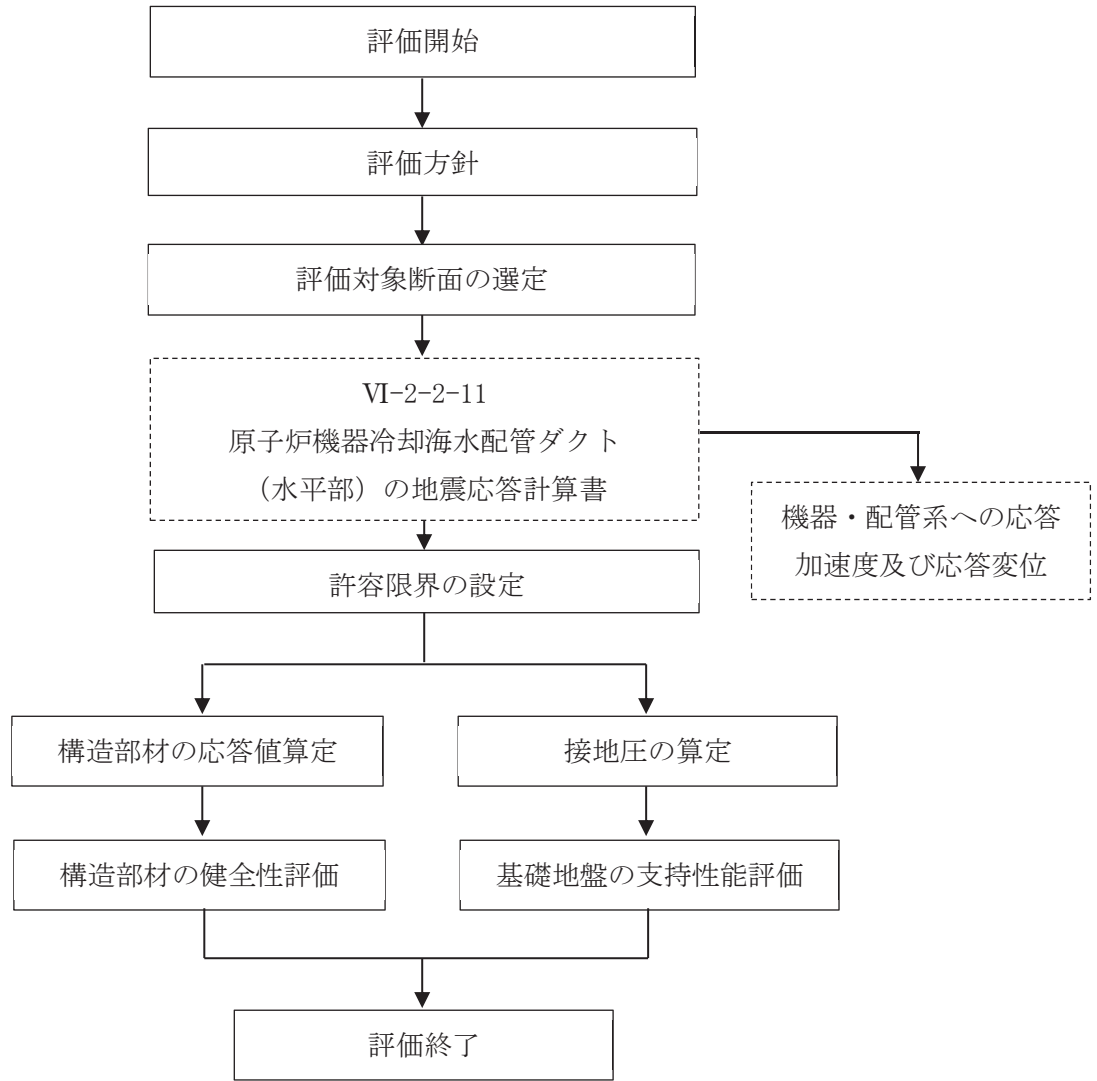 評価開始
評価方針
評価対象断面の選定
Ⅵ-2-2-11
原子炉機器冷却海水配管ダクト
（水平部）の地震応答計算書
機器・配管系への応答
加速度及び応答変位
許容限界の設定
構造部材の応答値算定
接地圧の算定
構造部材の健全性評価
基礎地盤の支持性能評価
評価終了